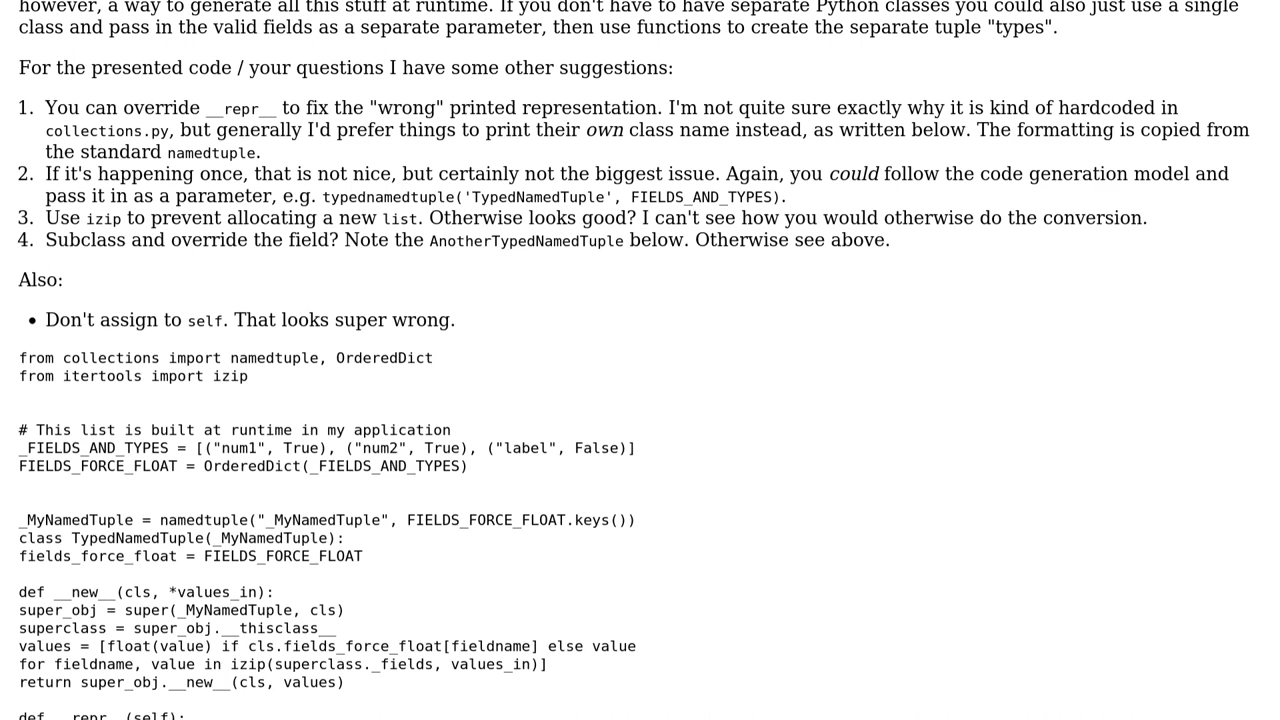 however, a way to generate all this stuff at runtime. If you don't have to have separate Python classes you could also just use a single
class and pass in the valid fields as a separate parameter, then use functions to create the separate tuple "types".
For the presented code / your questions I have some other suggestions:
1. You can override __repr__ to fix the "wrong" printed representation. I'm not quite sure exactly why it is kind of hardcoded in
collections.py, but generally I'd prefer things to print their own class name instead, as written below. The formatting is copied from
the standard namedtuple.
2. If it's happening once, that is not nice, but certainly not the biggest issue. Again, you could follow the code generation model and
pass it in as a parameter, e.g. typednamedtuple('TypedNamedTuple', FIELDS_AND_TYPES).
3. Use izip to prevent allocating a new list. Otherwise looks good? I can't see how you would otherwise do the conversion.
4. Subclass and override the field? Note the AnotherTypedNamedTuple below. Otherwise see above.
Also:
• Don't assign to self. That looks super wrong.
from collections import namedtuple, OrderedDict
from itertools import izip
# This list is built at runtime in my application
_FIELDS_AND_TYPES = [("num1", True), ("num2", True), ("label", False)]
FIELDS_FORCE_FLOAT = OrderedDict(_FIELDS_AND_TYPES)
_MyNamedTuple = namedtuple("_MyNamedTuple", FIELDS_FORCE_FLOAT.keys())
class TypedNamedTuple(_MyNamedTuple):
fields_force_float = FIELDS_FORCE_FLOAT
def __new__(cls, *values_in):
super_obj = super(_MyNamedTuple, cls)
superclass = super_obj.__thisclass__
values = [float(value) if cls.fields_force_float[fieldname] else value
for fieldname, value in izip(superclass._fields, values_in)]
return super_obj.__new__(cls, values)
def __repr__(self):